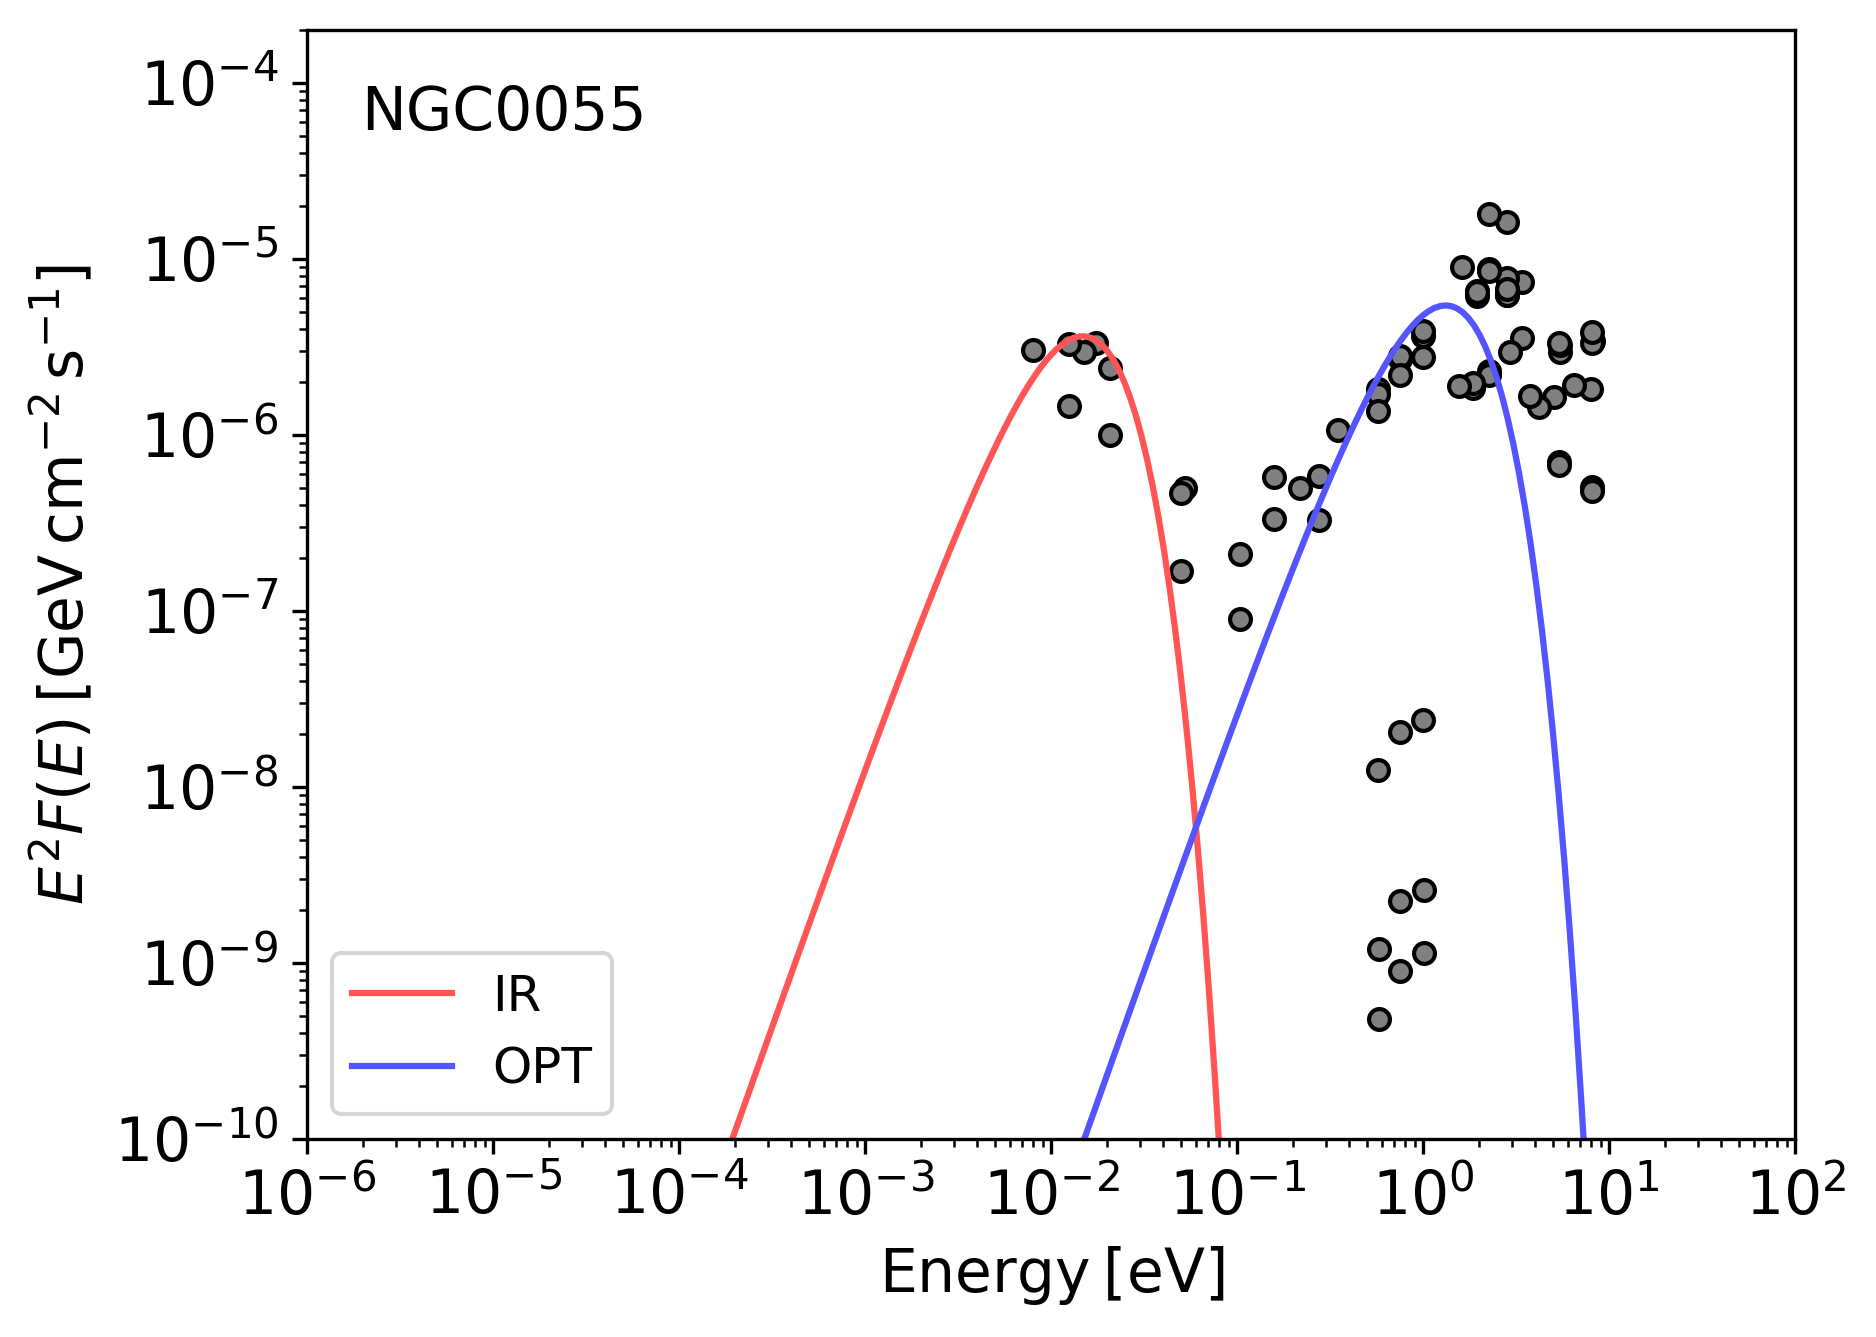 NGC0055
10⁻⁴
10⁻⁵
10⁻⁶
10⁻⁷
10⁻⁸
10⁻⁹
10⁻¹⁰
E²F(E) [GeV cm⁻² s⁻¹]
IR
OPT
10⁻⁶ 10⁻⁵ 10⁻⁴ 10⁻³ 10⁻² 10⁻¹ 10⁰ 10¹ 10²
Energy [eV]